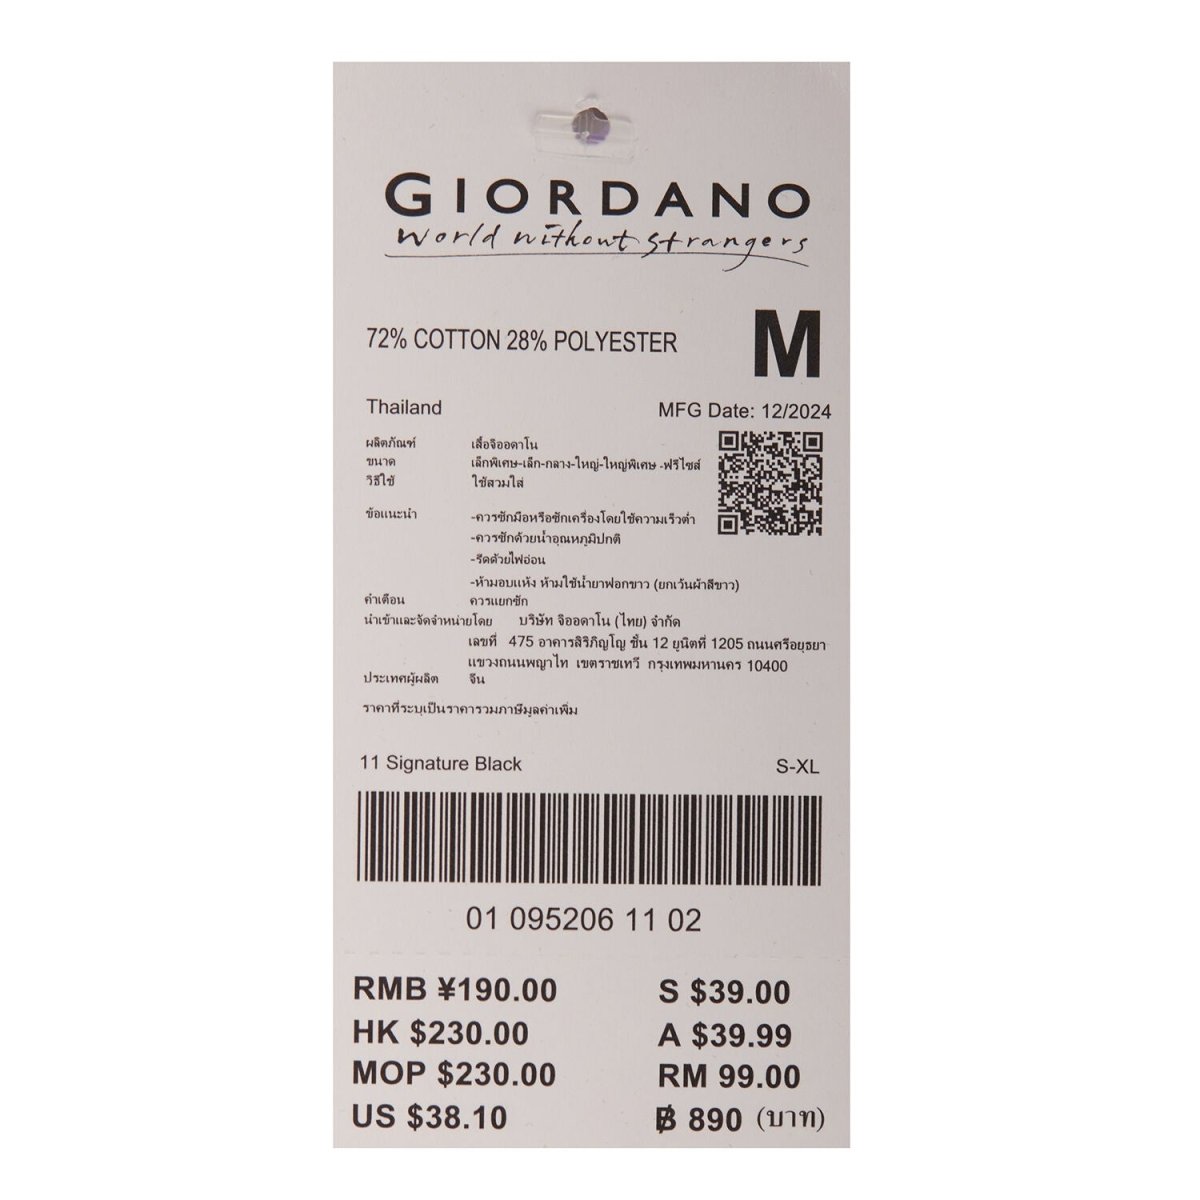 GIORDANO
World without strangers
M
72% COTTON 28% POLYESTER
Thailand
MFG Date: 12/2024
ผลิตภัณฑ์ เสื้อจิออดาโน
ขนาด เล็กพิเศษ-เล็ก-กลาง-ใหญ่-ใหญ่พิเศษ -ฟรีไซส์
วิธีใช้ ใช้สวมใส่
ข้อแนะนำ -ควรซักมือหรือซักเครื่องโดยใช้ความเร็วต่ำ
-ควรซักด้วยน้ำอุณหภูมิปกติ
-รีดด้วยไฟอ่อน
-ห้ามอบแห้ง ห้ามใช้น้ำยาฟอกขาว (ยกเว้นผ้าสีขาว)
คำเตือน ควรแยกซัก
นำเข้าและจัดจำหน่ายโดย บริษัท จิออดาโน (ไทย) จำกัด
เลขที่ 475 อาคารสิริภิญโญ ชั้น 12 ยูนิตที่ 1205 ถนนศรีอยุธยา
แขวงถนนพญาไท เขตราชเทวี กรุงเทพมหานคร 10400
ประเทศผู้ผลิต จีน
ราคาที่ระบุเป็นราคารวมภาษีมูลค่าเพิ่ม
11 Signature Black S-XL
01 095206 11 02
RMB ¥190.00 S $39.00
HK $230.00 A $39.99
MOP $230.00 RM 99.00
US $38.10 ฿ 890 (บาท)